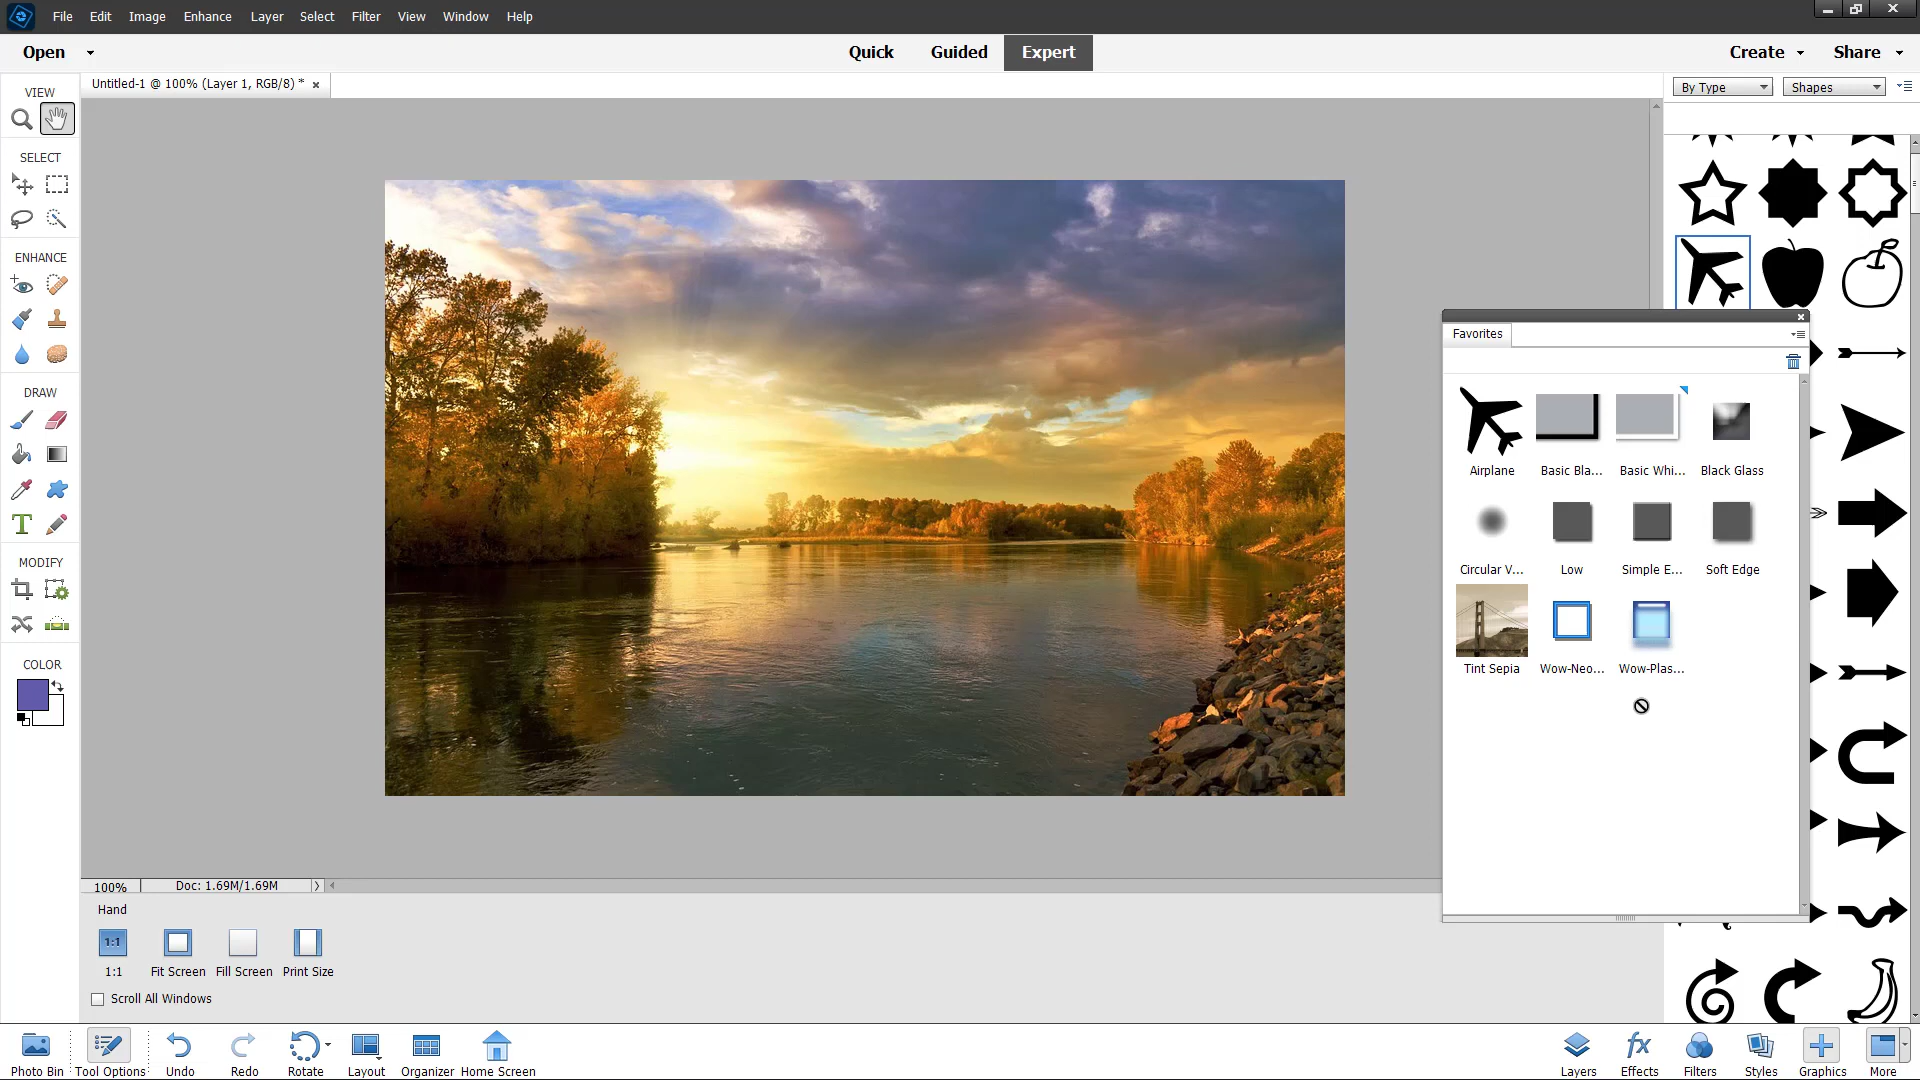 File Edit Image Enhance Layer Select Filter View Window Help
Open Quick Guided Expert Create Share
Untitled-1 @ 100% (Layer 1, RGB/8) *
By Type Shapes
VIEW
SELECT
ENHANCE
DRAW
T
MODIFY
COLOR
Favorites
Airplane Basic Bla... Basic Whi... Black Glass
Circular V... Low Simple E... Soft Edge
Tint Sepia Wow-Neo... Wow-Plas...
100% Doc: 1.69M/1.69M
Hand
1:1
1:1 Fit Screen Fill Screen Print Size
Scroll All Windows
fx
Photo Bin Tool Options Undo Redo Rotate Layout Organizer Home Screen Layers Effects Filters Styles Graphics More